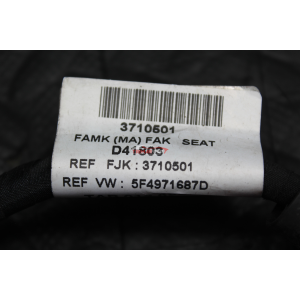 3710501
FAMK (MA) FAK SEAT
D41803
REF FJK : 3710501
REF VW : 5F4971687D